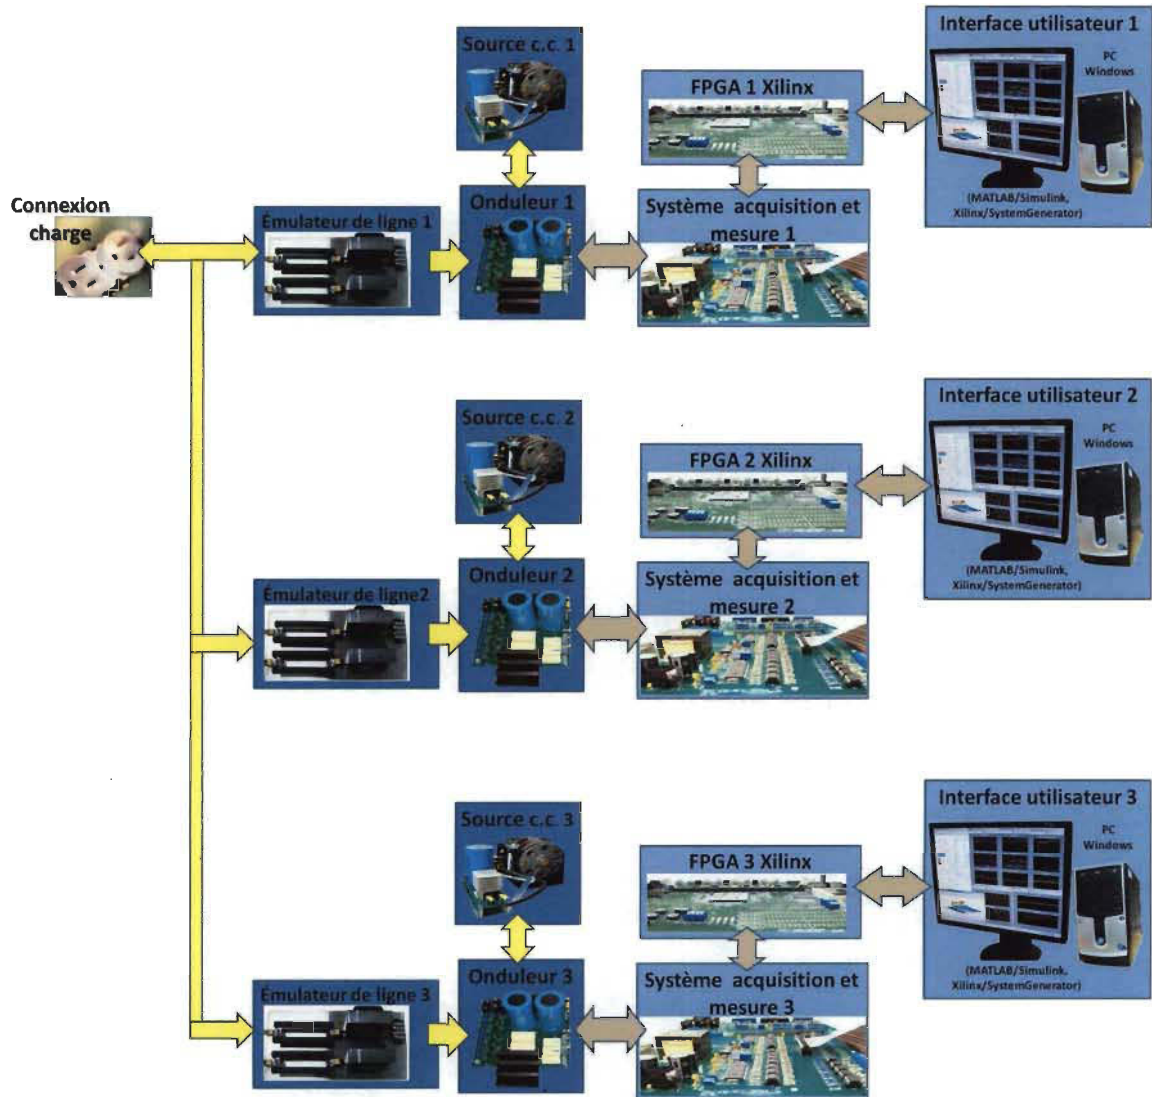 Interface utilisateur 1
PC
Windows
(MATLAB/Simulink,
Xilinx/SystemGenerator)
Source c.c. 1
FPGA 1 Xilinx
Connexion
charge
Émulateur de ligne 1
Onduleur 1
Système acquisition et
mesure 1
Interface utilisateur 2
PC
Windows
(MATLAB/Simulink,
Xilinx/SystemGenerator)
Source c.c. 2
FPGA 2 Xilinx
Émulateur de ligne2
Onduleur 2
Système acquisition et
mesure 2
Interface utilisateur 3
PC
Windows
(MATLAB/Simulink,
Xilinx/SystemGenerator)
Source c.c. 3
FPGA 3 Xilinx
Émulateur de ligne 3
Onduleur 3
Système acquisition et
mesure 3